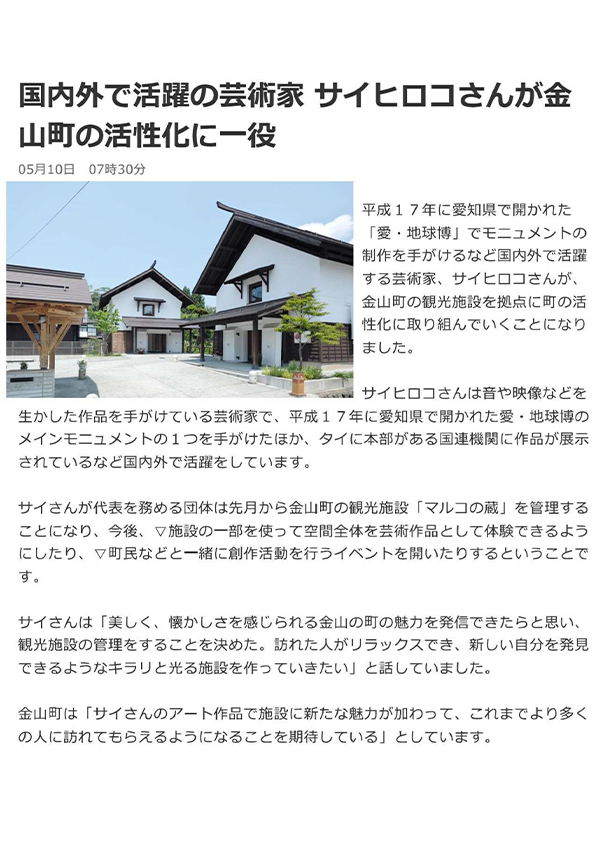 国内外で活躍の芸術家 サイヒロコさんが金
山町の活性化に一役
05月10日　07時30分
平成１７年に愛知県で開かれた
「愛・地球博」でモニュメントの
制作を手がけるなど国内外で活躍
する芸術家、サイヒロコさんが、
金山町の観光施設を拠点に町の活
性化に取り組んでいくことになり
ました。
サイヒロコさんは音や映像などを
生かした作品を手がけている芸術家で、平成１７年に愛知県で開かれた愛・地球博の
メインモニュメントの１つを手がけたほか、タイに本部がある国連機関に作品が展示
されているなど国内外で活躍をしています。
サイさんが代表を務める団体は先月から金山町の観光施設「マルコの蔵」を管理する
ことになり、今後、▽施設の一部を使って空間全体を芸術作品として体験できるよう
にしたり、▽町民などと一緒に創作活動を行うイベントを開いたりするということで
す。
サイさんは「美しく、懐かしさを感じられる金山の町の魅力を発信できたらと思い、
観光施設の管理をすることを決めた。訪れた人がリラックスでき、新しい自分を発見
できるようなキラリと光る施設を作っていきたい」と話していました。
金山町は「サイさんのアート作品で施設に新たな魅力が加わって、これまでより多く
の人に訪れてもらえるようになることを期待している」としています。